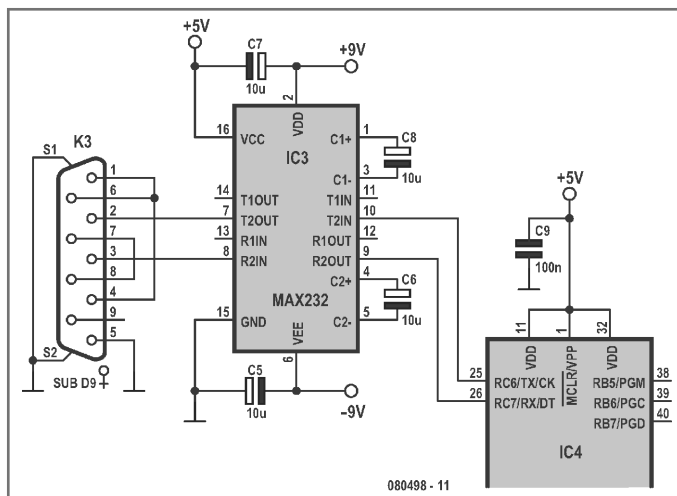 +5V
C7
10u
+9V
2
VDD
16
VCC
IC3
C1+
1
C8
10u
C1-
3
K3
S1
1
6
2
7
3
8
4
9
5
S2
SUB D9
14
T1OUT
T1IN
11
7
T2OUT
T2IN
10
13
R1IN
R1OUT
12
8
R2IN
R2OUT
9
C2+
4
C6
10u
MAX232
15
GND
C2-
5
VEE
6
C5
10u
–9V
+5V
C9
100n
11
1
32
VDD
MCLR/VPP
VDD
25
RC6/TX/CK
RB5/PGM
38
26
RC7/RX/DT
RB6/PGC
39
RB7/PGD
40
IC4
080498 - 11